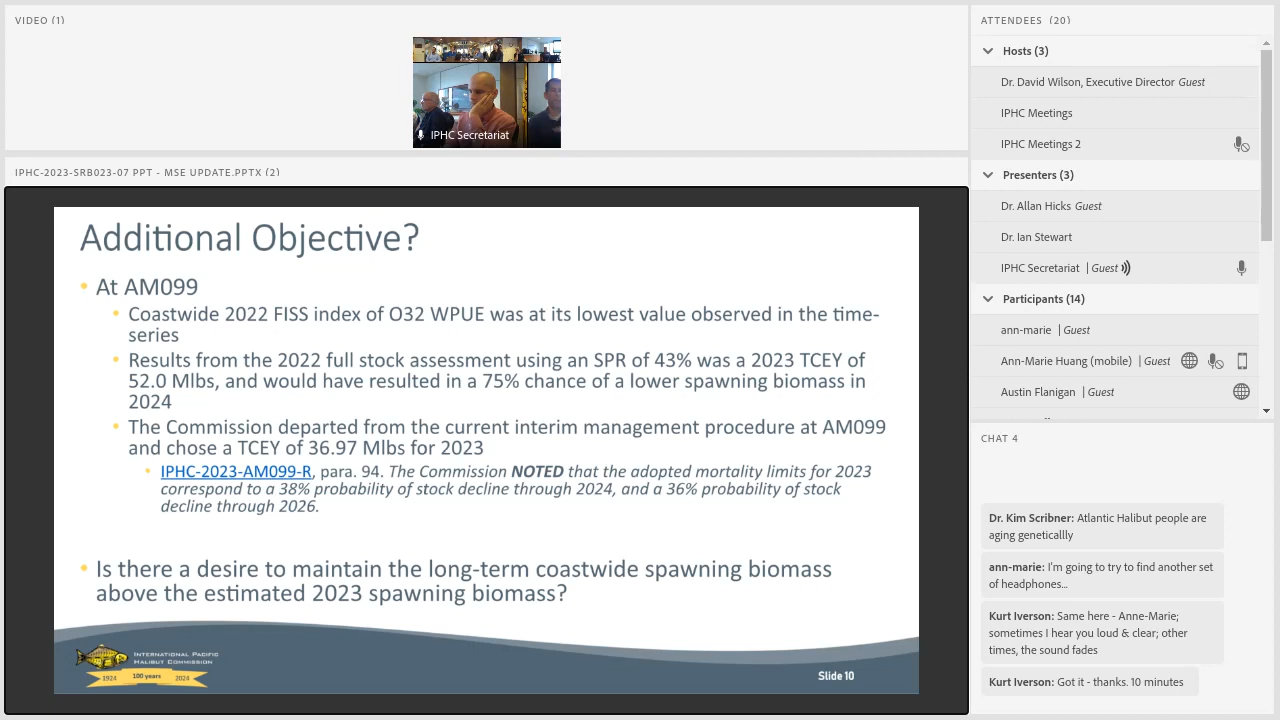 VIDEO (1)
IPHC Secretariat
IPHC-2023-SRB023-07 PPT - MSE UPDATE.PPTX (2)
Additional Objective?
• At AM099
• Coastwide 2022 FISS index of O32 WPUE was at its lowest value observed in the time-
series
• Results from the 2022 full stock assessment using an SPR of 43% was a 2023 TCEY of
52.0 Mlbs, and would have resulted in a 75% chance of a lower spawning biomass in
2024
• The Commission departed from the current interim management procedure at AM099
and chose a TCEY of 36.97 Mlbs for 2023
• IPHC-2023-AM099-R, para. 94. The Commission NOTED that the adopted mortality limits for 2023
correspond to a 38% probability of stock decline through 2024, and a 36% probability of stock
decline through 2026.
• Is there a desire to maintain the long-term coastwide spawning biomass
above the estimated 2023 spawning biomass?
INTERNATIONAL PACIFIC
HALIBUT COMMISSION
1924 100 years 2024
Slide 10
ATTENDEES (20)
Hosts (3)
Dr. David Wilson, Executive Director Guest
IPHC Meetings
IPHC Meetings 2
Presenters (3)
Dr. Allan Hicks Guest
Dr. Ian Stewart
IPHC Secretariat | Guest
Participants (14)
ann-marie | Guest
Ann-Marie Huang (mobile) | Guest
Austin Flanigan | Guest
CHAT 4
Dr. Kim Scribner: Atlantic Halibut people are
aging geneticallly
ann-marie: I'm going to try to find another set
of headphones...
Kurt Iverson: Same here - Anne-Marie;
sometimes I hear you loud & clear; other
times, the sound fades
Kurt Iverson: Got it - thanks. 10 minutes